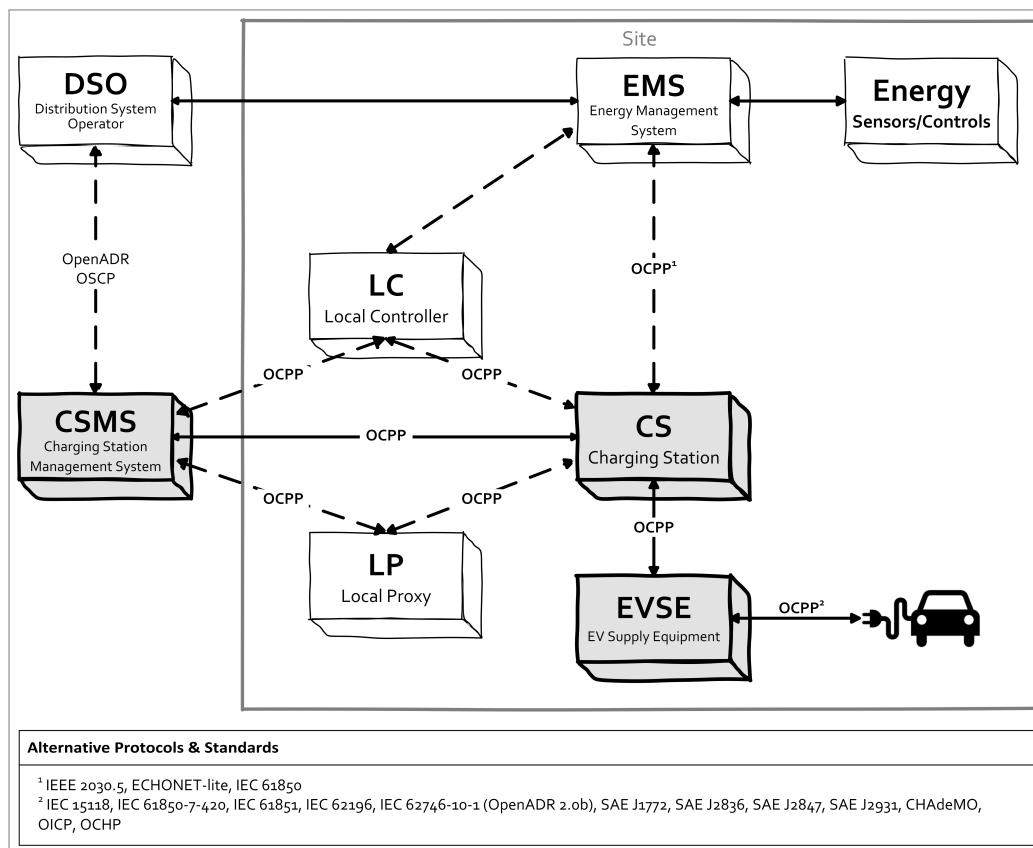 Site
DSO
Distribution System
Operator
EMS
Energy Management
System
Energy
Sensors/Controls
OpenADR
OSCP
OCPP¹
LC
Local Controller
OCPP
OCPP
CSMS
Charging Station
Management System
OCPP
CS
Charging Station
OCPP
OCPP
OCPP
LP
Local Proxy
EVSE
EV Supply Equipment
OCPP²
Alternative Protocols & Standards
¹ IEEE 2030.5, ECHONET-lite, IEC 61850
² IEC 15118, IEC 61850-7-420, IEC 61851, IEC 62196, IEC 62746-10-1 (OpenADR 2.0b), SAE J1772, SAE J2836, SAE J2847, SAE J2931, CHAdeMO,
OICP, OCHP